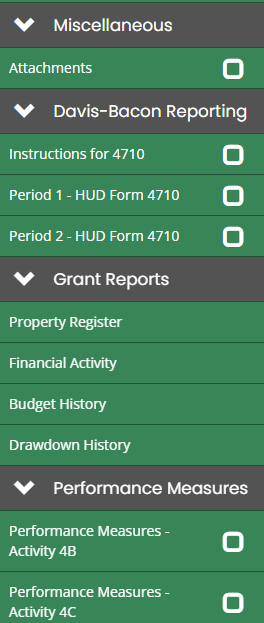 Miscellaneous
Attachments
Davis-Bacon Reporting
Instructions for 4710
Period 1 - HUD Form 4710
Period 2 - HUD Form 4710
Grant Reports
Property Register
Financial Activity
Budget History
Drawdown History
Performance Measures
Performance Measures -
Activity 4B
Performance Measures -
Activity 4C